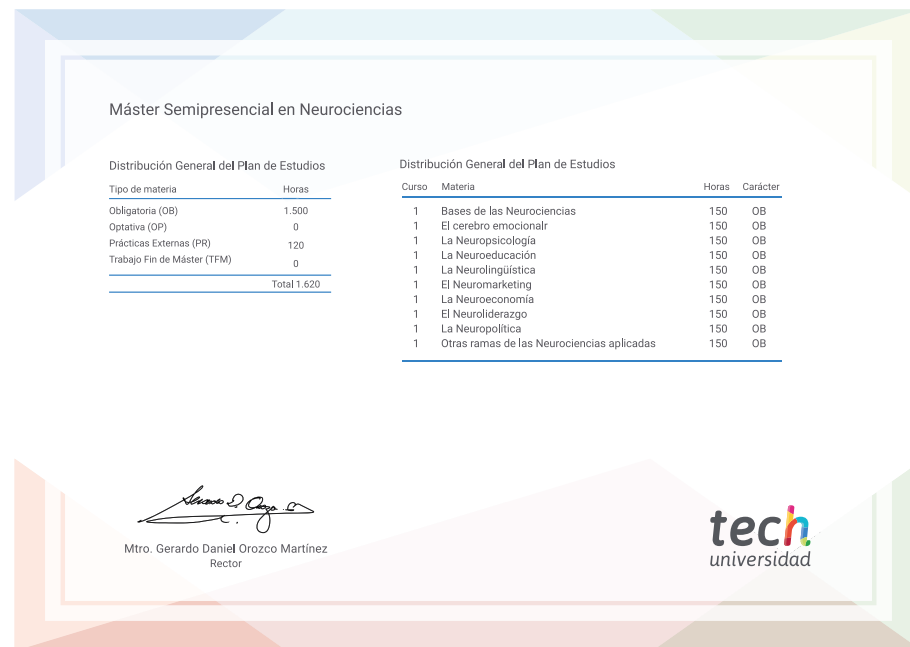 Máster Semipresencial en Neurociencias
Distribución General del Plan de Estudios
Tipo de materia Horas
Obligatoria (OB) 1.500
Optativa (OP) 0
Prácticas Externas (PR) 120
Trabajo Fin de Máster (TFM) 0
Total 1.620
Distribución General del Plan de Estudios
Curso Materia Horas Carácter
1 Bases de las Neurociencias 150 OB
1 El cerebro emocionalr 150 OB
1 La Neuropsicología 150 OB
1 La Neuroeducación 150 OB
1 La Neurolingüística 150 OB
1 El Neuromarketing 150 OB
1 La Neuroeconomía 150 OB
1 El Neuroliderazgo 150 OB
1 La Neuropolítica 150 OB
1 Otras ramas de las Neurociencias aplicadas 150 OB
Mtro. Gerardo Daniel Orozco Martínez
Rector
tech
universidad